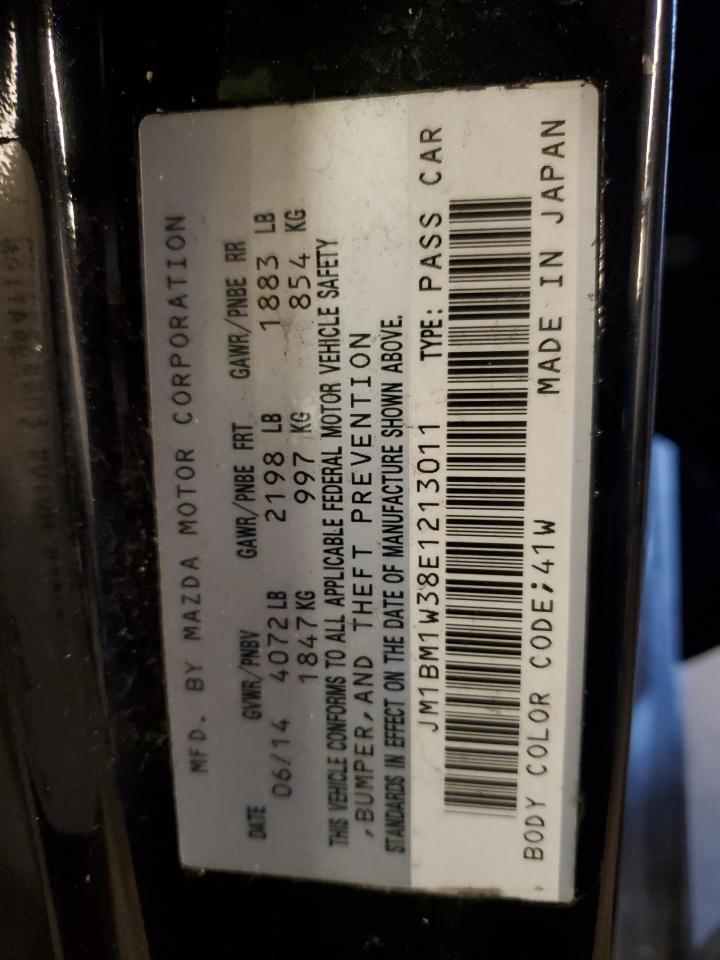 MFD. BY MAZDA MOTOR CORPORATION
DATE GVWR/PNBV GAWR/PNBE FRT GAWR/PNBE RR
06/14 4072 LB 2198 LB 1883 LB
1847 KG 997 KG 854 KG
THIS VEHICLE CONFORMS TO ALL APPLICABLE FEDERAL MOTOR VEHICLE SAFETY
,BUMPER,AND THEFT PREVENTION
STANDARDS IN EFFECT ON THE DATE OF MANUFACTURE SHOWN ABOVE.
JM1BM1W38E1213011 TYPE: PASS CAR
BODY COLOR CODE;41W MADE IN JAPAN